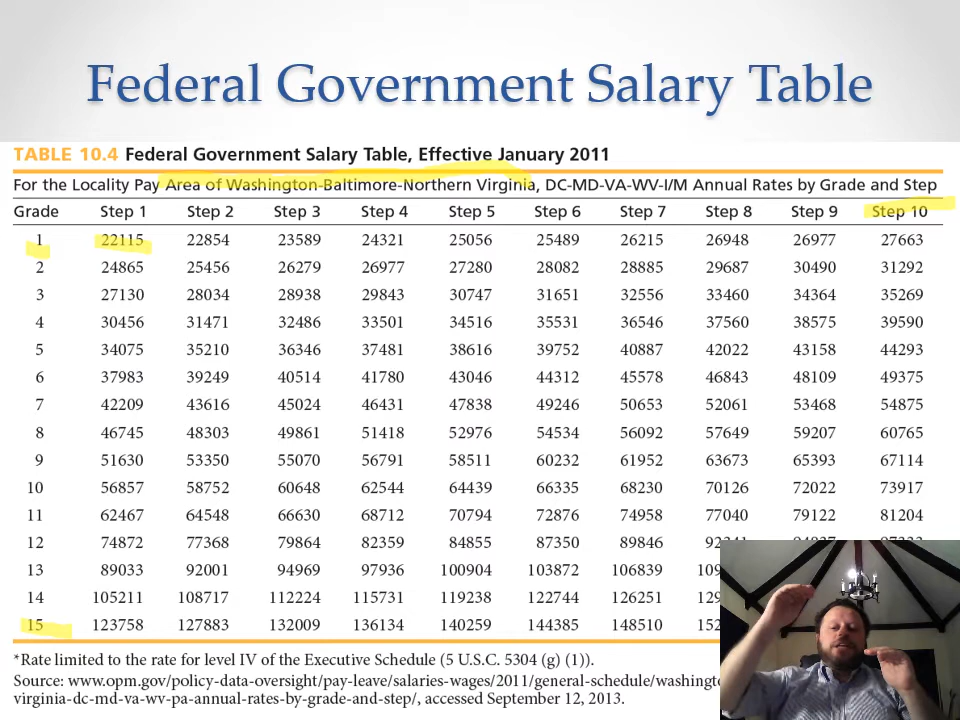 Federal Government Salary Table
TABLE 10.4 Federal Government Salary Table, Effective January 2011
For the Locality Pay Area of Washington-Baltimore-Northern Virginia, DC-MD-VA-WV-I/M Annual Rates by Grade and Step
Grade Step 1 Step 2 Step 3 Step 4 Step 5 Step 6 Step 7 Step 8 Step 9 Step 10
1 22115 22854 23589 24321 25056 25489 26215 26948 26977 27663
2 24865 25456 26279 26977 27280 28082 28885 29687 30490 31292
3 27130 28034 28938 29843 30747 31651 32556 33460 34364 35269
4 30456 31471 32486 33501 34516 35531 36546 37560 38575 39590
5 34075 35210 36346 37481 38616 39752 40887 42022 43158 44293
6 37983 39249 40514 41780 43046 44312 45578 46843 48109 49375
7 42209 43616 45024 46431 47838 49246 50653 52061 53468 54875
8 46745 48303 49861 51418 52976 54534 56092 57649 59207 60765
9 51630 53350 55070 56791 58511 60232 61952 63673 65393 67114
10 56857 58752 60648 62544 64439 66335 68230 70126 72022 73917
11 62467 64548 66630 68712 70794 72876 74958 77040 79122 81204
12 74872 77368 79864 82359 84855 87350 89846
13 89033 92001 94969 97936 100904 103872 106839
14 105211 108717 112224 115731 119238 122744 126251
15 123758 127883 132009 136134 140259 144385 148510
*Rate limited to the rate for level IV of the Executive Schedule (5 U.S.C. 5304 (g) (1)).
Source: www.opm.gov/policy-data-oversight/pay-leave/salaries-wages/2011/general-schedule/washingt
virginia-dc-md-va-wv-pa-annual-rates-by-grade-and-step/, accessed September 12, 2013.